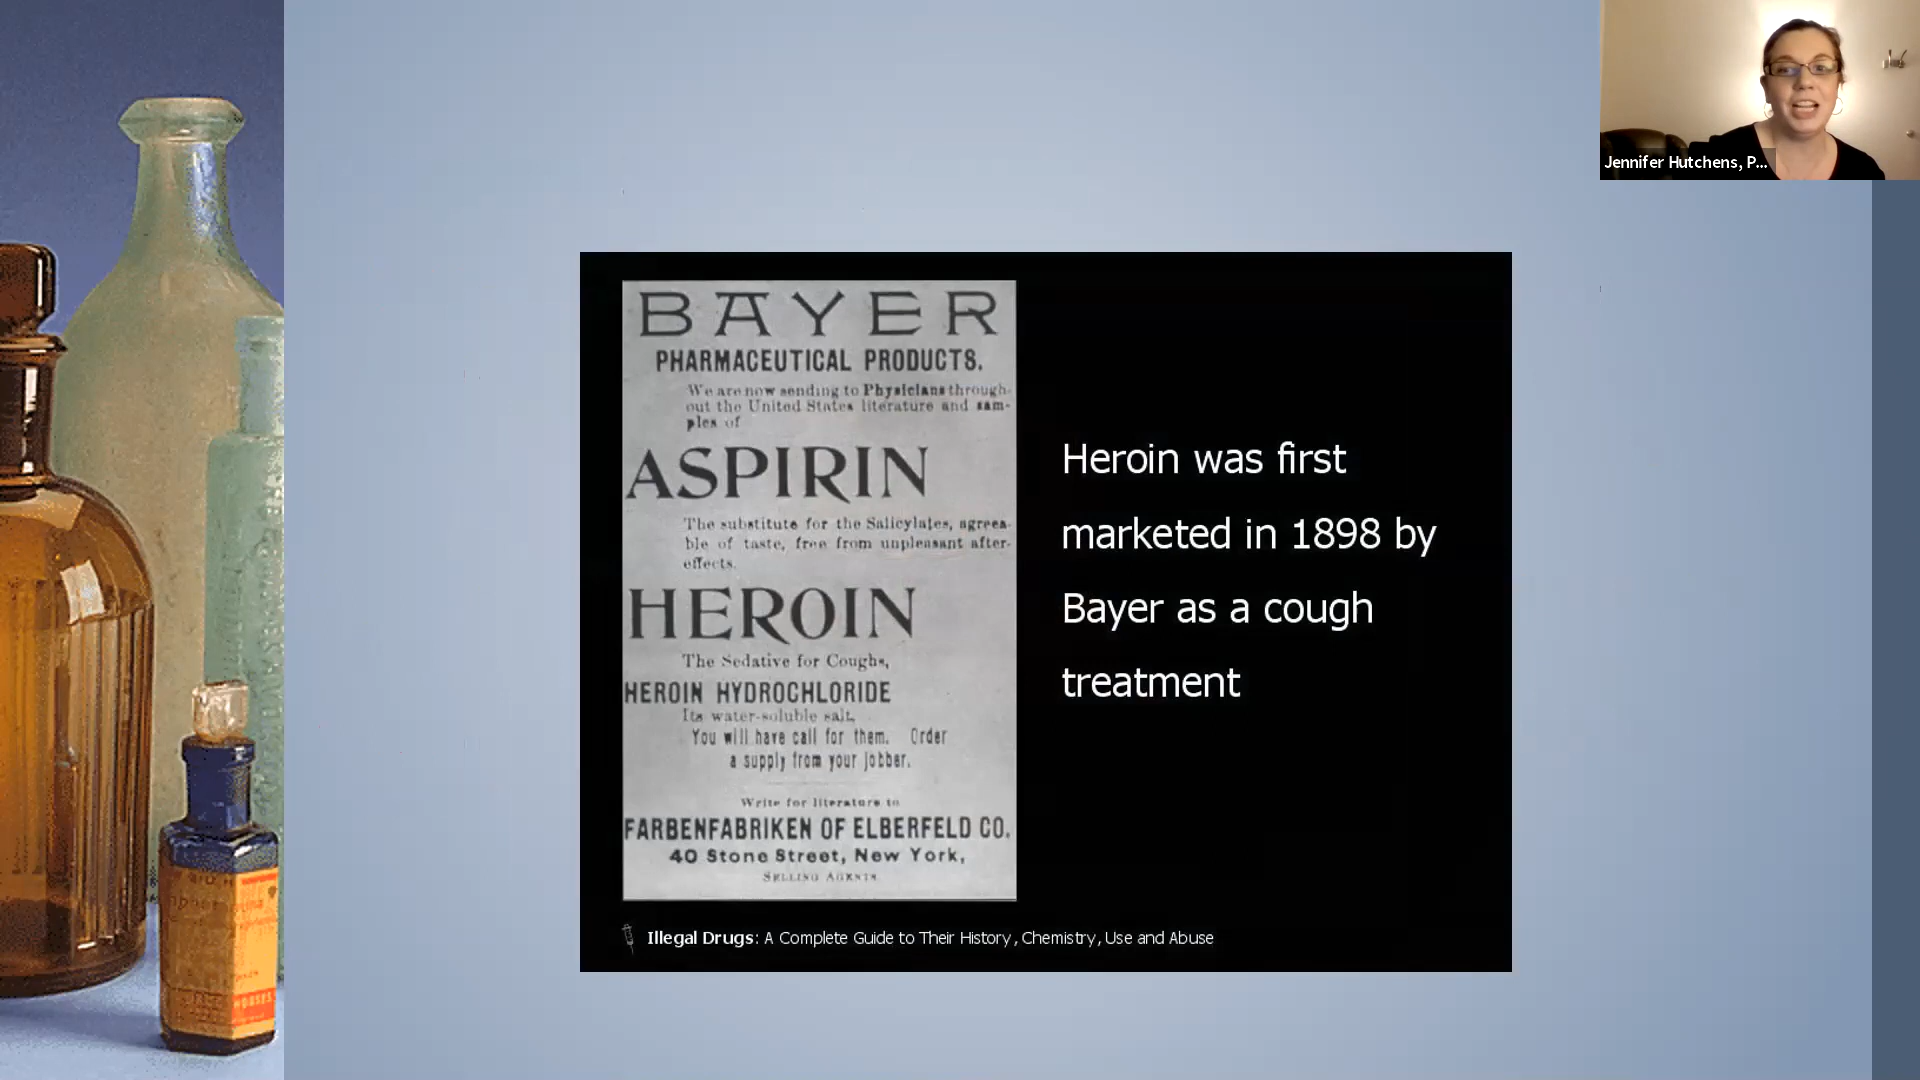 Jennifer Hutchens, P...
BAYER
PHARMACEUTICAL PRODUCTS.
We are now sending to Physicians through-
out the United States literature and sam-
ples of
ASPIRIN
The substitute for the Salicylates, agreea-
ble of taste, free from unpleasant after-
effects.
HEROIN
The Sedative for Coughs,
HEROIN HYDROCHLORIDE
Its water-soluble salt.
You will have call for them. Order
a supply from your jobber.
Write for literature to
FARBENFABRIKEN OF ELBERFELD CO.
40 Stone Street, New York,
SELLING AGENTS
Heroin was first
marketed in 1898 by
Bayer as a cough
treatment
Illegal Drugs: A Complete Guide to Their History, Chemistry, Use and Abuse